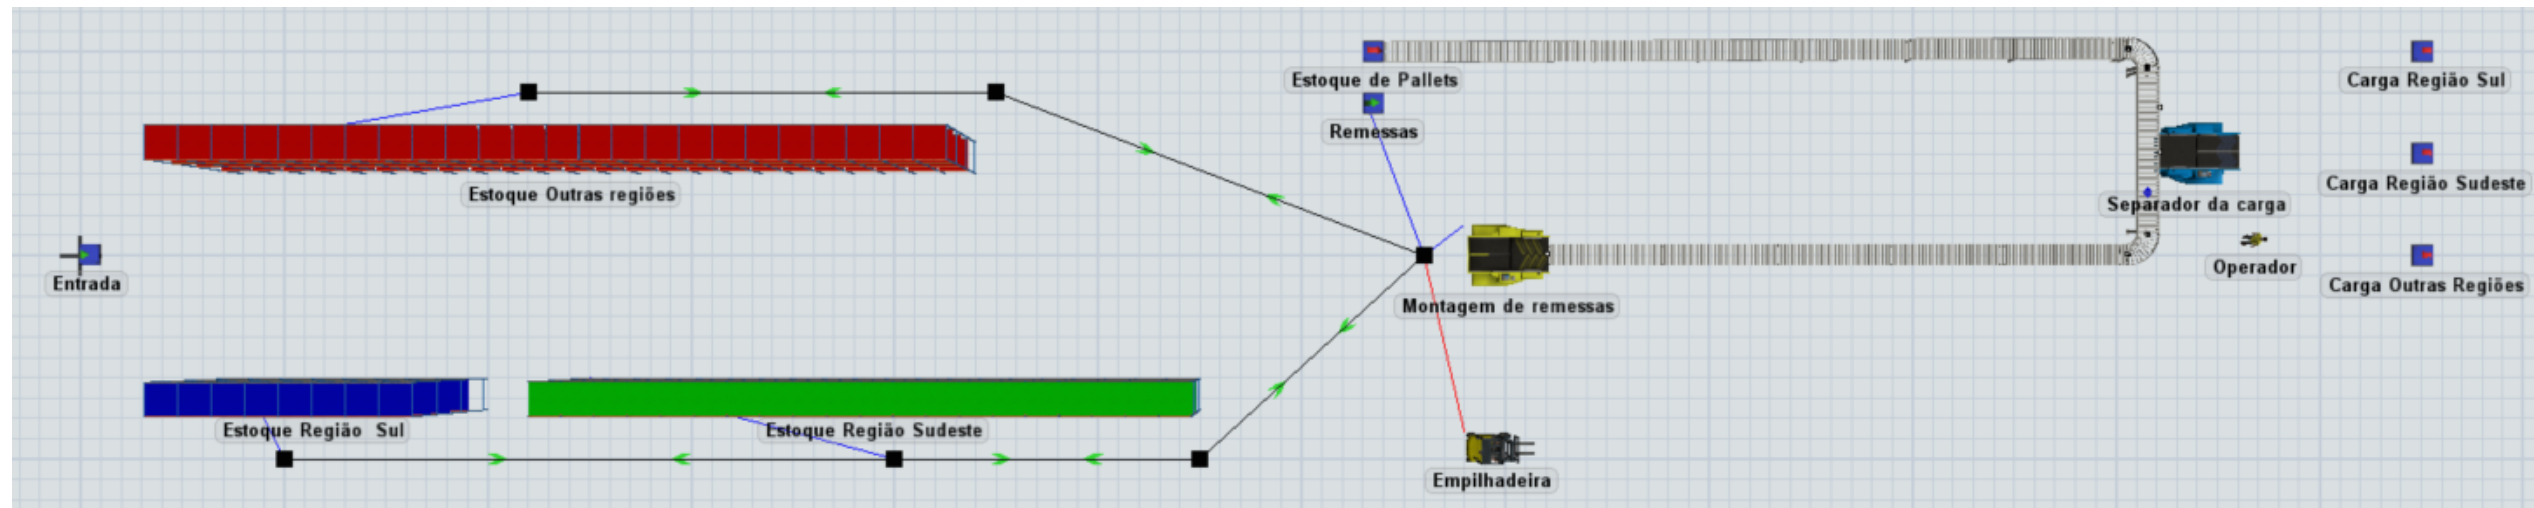 Estoque de Pallets
Carga Região Sul
Remessas
Estoque Outras regiões
Carga Região Sudeste
Separador da carga
Entrada
Operador
Carga Outras Regiões
Montagem de remessas
Estoque Região Sul
Estoque Região Sudeste
Empilhadeira